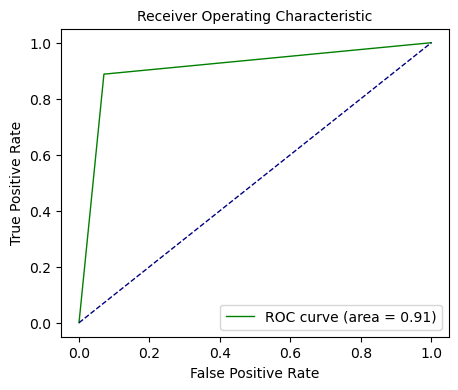 Receiver Operating Characteristic
True Positive Rate
1.0
0.8
0.6
0.4
0.2
0.0
ROC curve (area = 0.91)
0.0 0.2 0.4 0.6 0.8 1.0
False Positive Rate